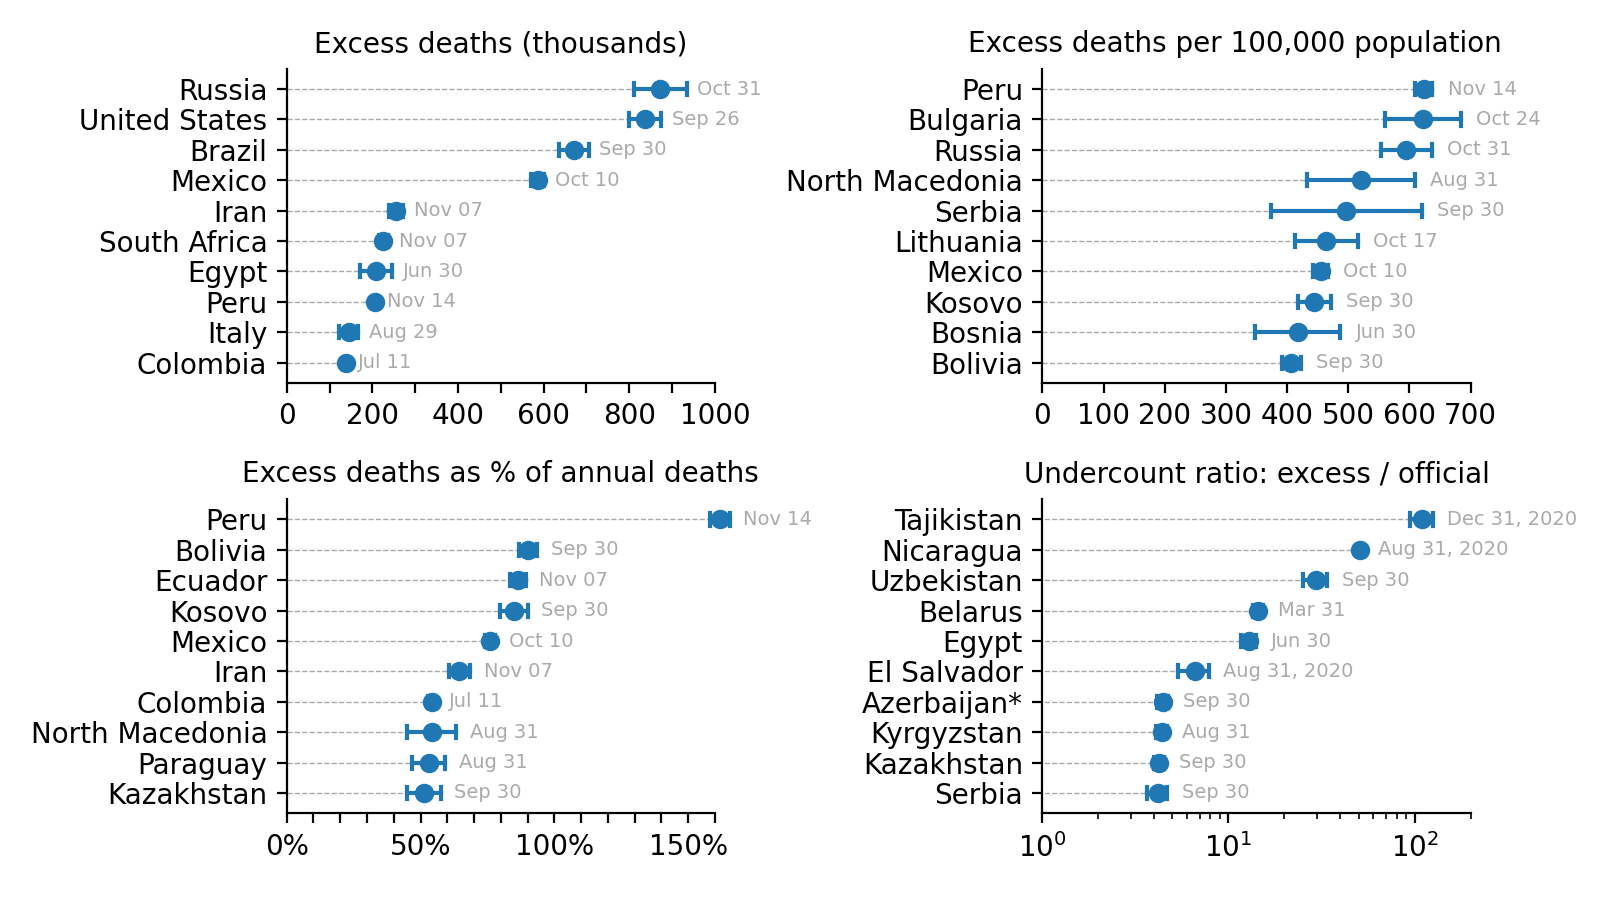 Excess deaths (thousands)
Russia Oct 31
United States Sep 26
Brazil Sep 30
Mexico Oct 10
Iran Nov 07
South Africa Nov 07
Egypt Jun 30
Peru Nov 14
Italy Aug 29
Colombia Jul 11
0 200 400 600 800 1000
Excess deaths per 100,000 population
Peru Nov 14
Bulgaria Oct 24
Russia Oct 31
North Macedonia Aug 31
Serbia Sep 30
Lithuania Oct 17
Mexico Oct 10
Kosovo Sep 30
Bosnia Jun 30
Bolivia Sep 30
0 100 200 300 400 500 600 700
Excess deaths as % of annual deaths
Peru Nov 14
Bolivia Sep 30
Ecuador Nov 07
Kosovo Sep 30
Mexico Oct 10
Iran Nov 07
Colombia Jul 11
North Macedonia Aug 31
Paraguay Aug 31
Kazakhstan Sep 30
0% 50% 100% 150%
Undercount ratio: excess / official
Tajikistan Dec 31, 2020
Nicaragua Aug 31, 2020
Uzbekistan Sep 30
Belarus Mar 31
Egypt Jun 30
El Salvador Aug 31, 2020
Azerbaijan* Sep 30
Kyrgyzstan Aug 31
Kazakhstan Sep 30
Serbia Sep 30
10⁰ 10¹ 10²